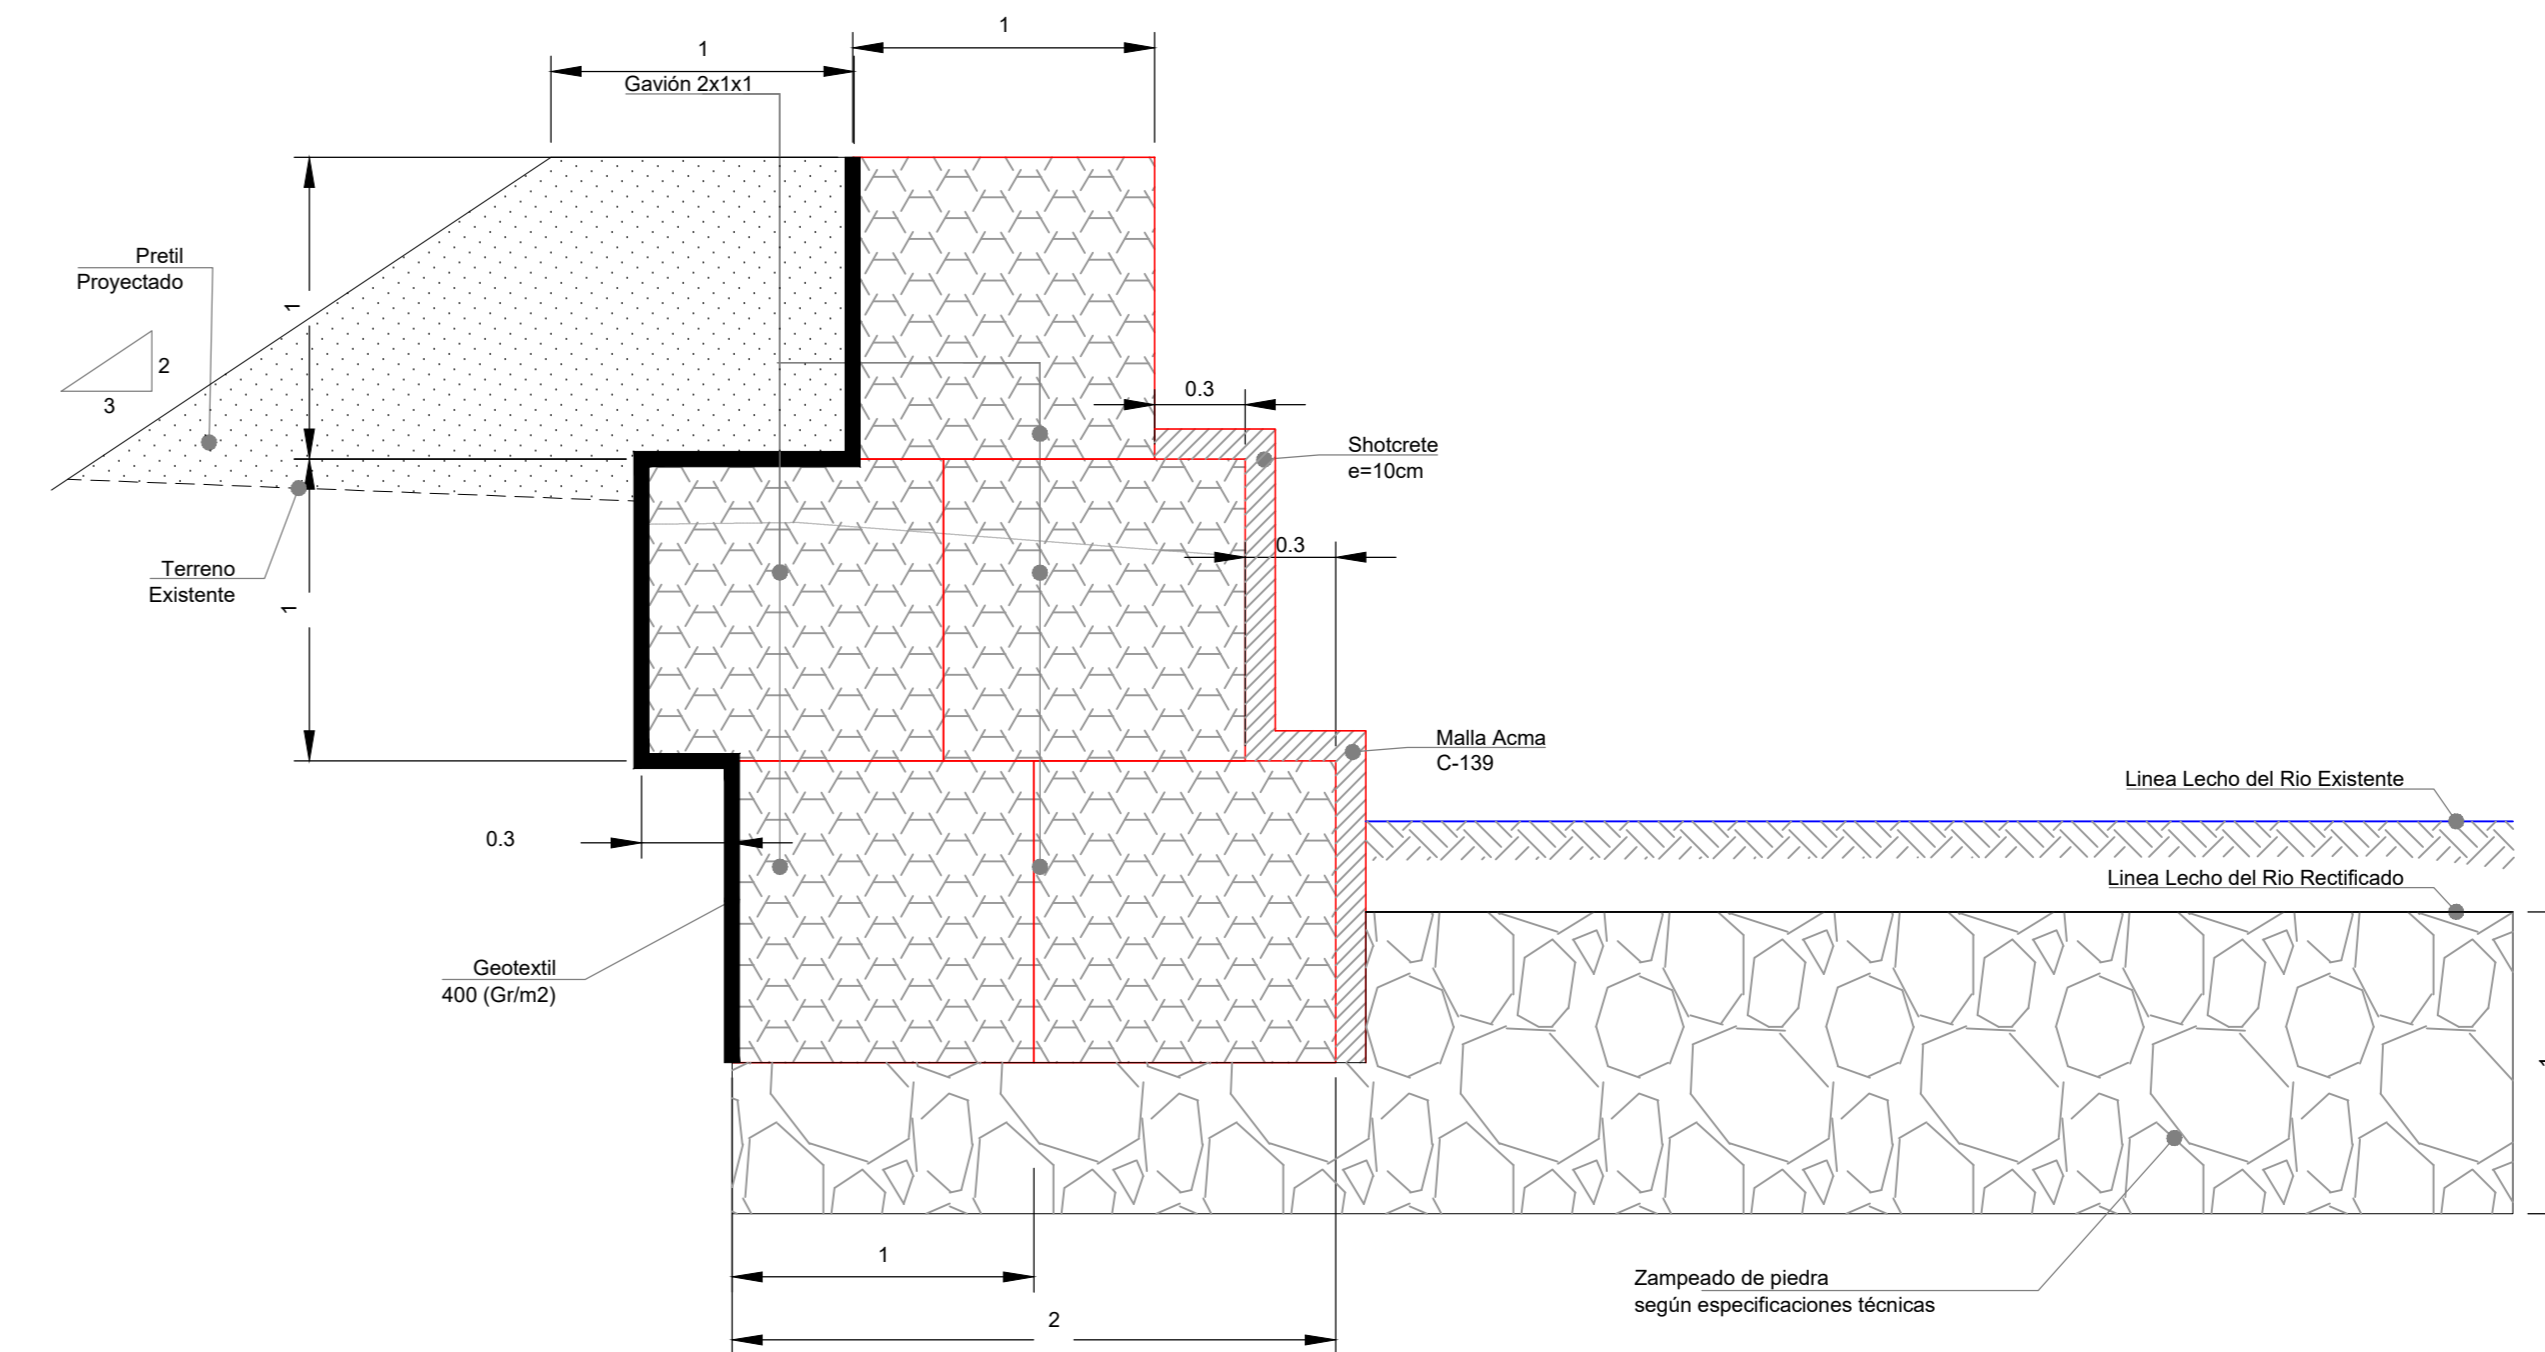 1
1
Gavión 2x1x1
Pretil
Proyectado
1
2
3
0.3
Shotcrete
e=10cm
0.3
Terreno
Existente
1
Malla Acma
C-139
Linea Lecho del Rio Existente
0.3
Linea Lecho del Rio Rectificado
Geotextil
400 (Gr/m2)
1
1
Zampeado de piedra
según especificaciones técnicas
2